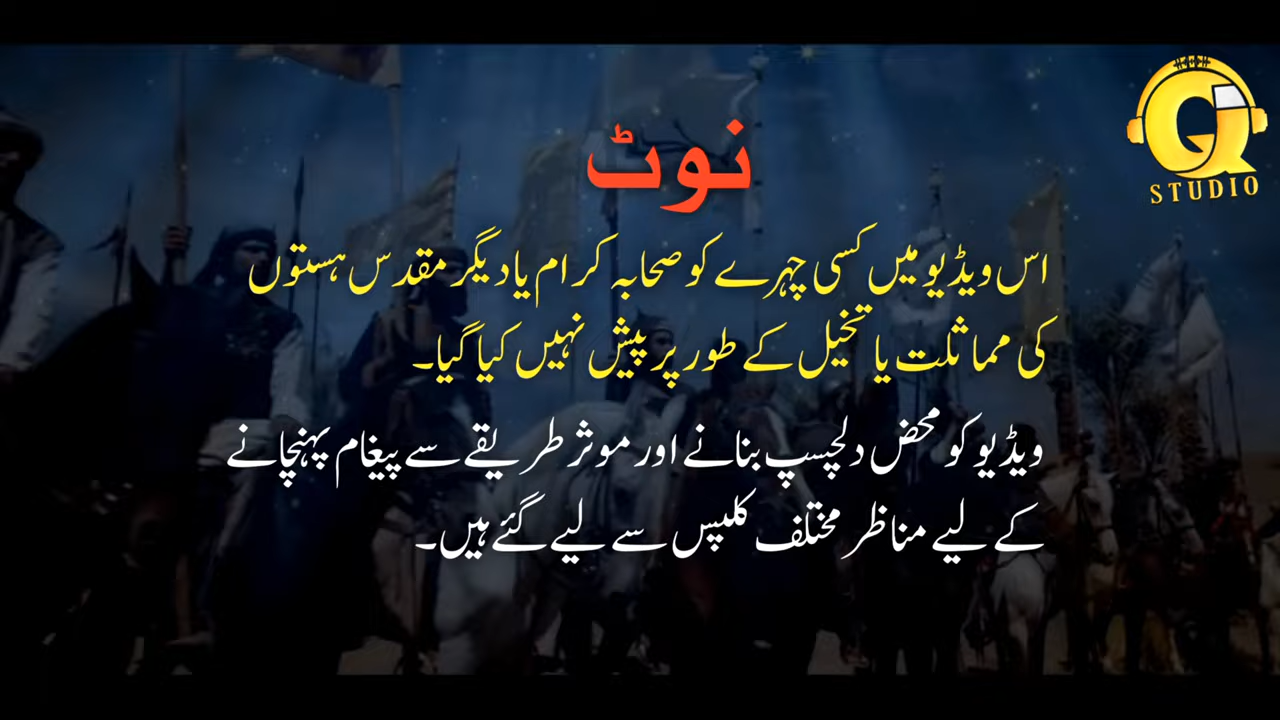 نوٹ
اس ویڈیو میں کسی چہرے کو صحابہ کرام یا دیگر مقدس ہستوں
کی مماثلت یا تخیل کے طور پر پیش نہیں کیا گیا۔
ویڈیو کو محض دلچسپ بنانے اور موثر طریقے سے پیغام پہنچانے
کے لیے مناظر مختلف کلپس سے لیے گئے ہیں۔
Q
STUDIO